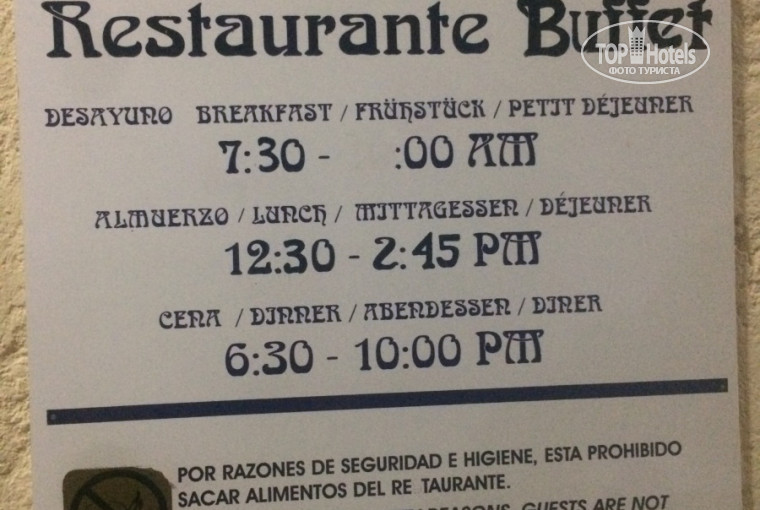 Restaurante Buffet
TOP Hotels
ФОТО ТУРИСТА
DESAYUNO BREAKFAST / FRÜHSTÜCK / PETIT DÉJEUNER
7:30 - :00 AM
ALMUERZO / LUNCH / MITTAGESSEN / DÉJEUNER
12:30 - 2:45 PM
CENA / DINNER / ABENDESSEN / DINER
6:30 - 10:00 PM
POR RAZONES DE SEGURIDAD E HIGIENE, ESTA PROHIBIDO
SACAR ALIMENTOS DEL RE TAURANTE.
REASONS, GUESTS ARE NOT